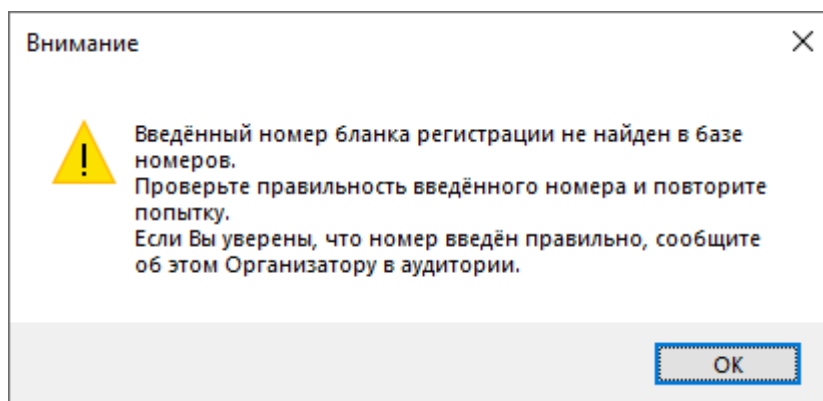 Внимание
Введённый номер бланка регистрации не найден в базе
номеров.
Проверьте правильность введённого номера и повторите
попытку.
Если Вы уверены, что номер введён правильно, сообщите
об этом Организатору в аудитории.
OK